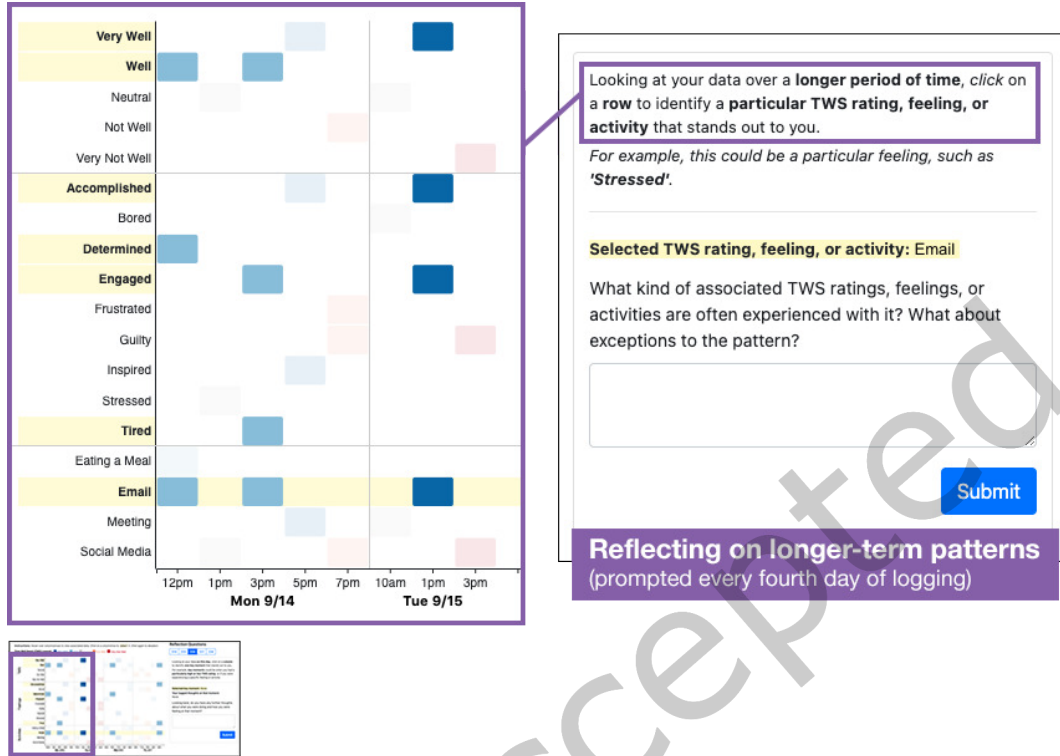 Very Well
Well
Neutral
Not Well
Very Not Well
Accomplished
Bored
Determined
Engaged
Frustrated
Guilty
Inspired
Stressed
Tired
Eating a Meal
Email
Meeting
Social Media
12pm 1pm 3pm 5pm 7pm 10am 1pm 3pm
Mon 9/14 Tue 9/15
Looking at your data over a longer period of time, click on
a row to identify a particular TWS rating, feeling, or
activity that stands out to you.
For example, this could be a particular feeling, such as
'Stressed'.
Selected TWS rating, feeling, or activity: Email
What kind of associated TWS ratings, feelings, or
activities are often experienced with it? What about
exceptions to the pattern?
Submit
Reflecting on longer-term patterns
(prompted every fourth day of logging)
cepted
Reflection Questions